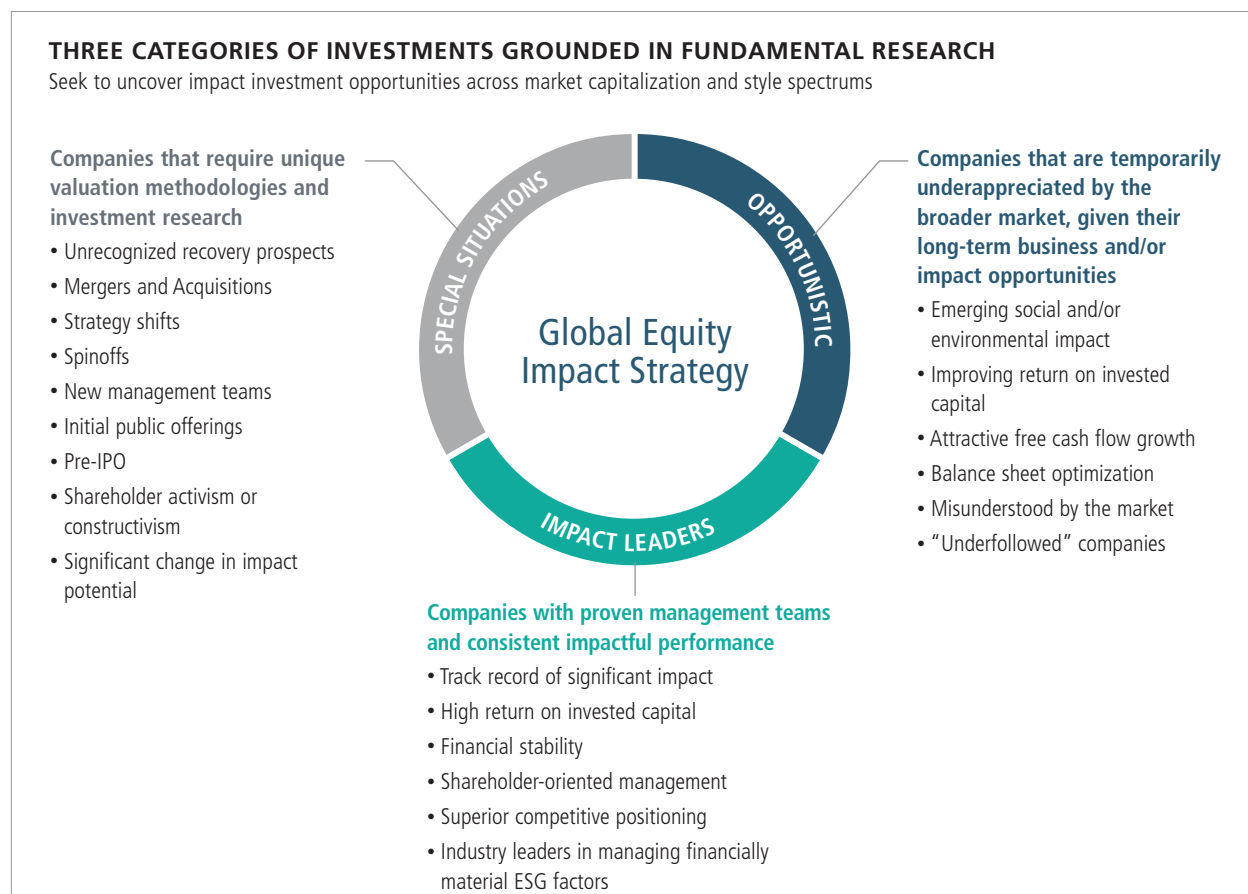 THREE CATEGORIES OF INVESTMENTS GROUNDED IN FUNDAMENTAL RESEARCH
Seek to uncover impact investment opportunities across market capitalization and style spectrums
Companies that require unique
valuation methodologies and
investment research
• Unrecognized recovery prospects
• Mergers and Acquisitions
• Strategy shifts
• Spinoffs
• New management teams
• Initial public offerings
• Pre-IPO
• Shareholder activism or
constructivism
• Significant change in impact
potential
SPECIAL SITUATIONS
OPPORTUNISTIC
IMPACT LEADERS
Global Equity
Impact Strategy
Companies that are temporarily
underappreciated by the
broader market, given their
long-term business and/or
impact opportunities
• Emerging social and/or
environmental impact
• Improving return on invested
capital
• Attractive free cash flow growth
• Balance sheet optimization
• Misunderstood by the market
• “Underfollowed” companies
Companies with proven management teams
and consistent impactful performance
• Track record of significant impact
• High return on invested capital
• Financial stability
• Shareholder-oriented management
• Superior competitive positioning
• Industry leaders in managing financially
material ESG factors